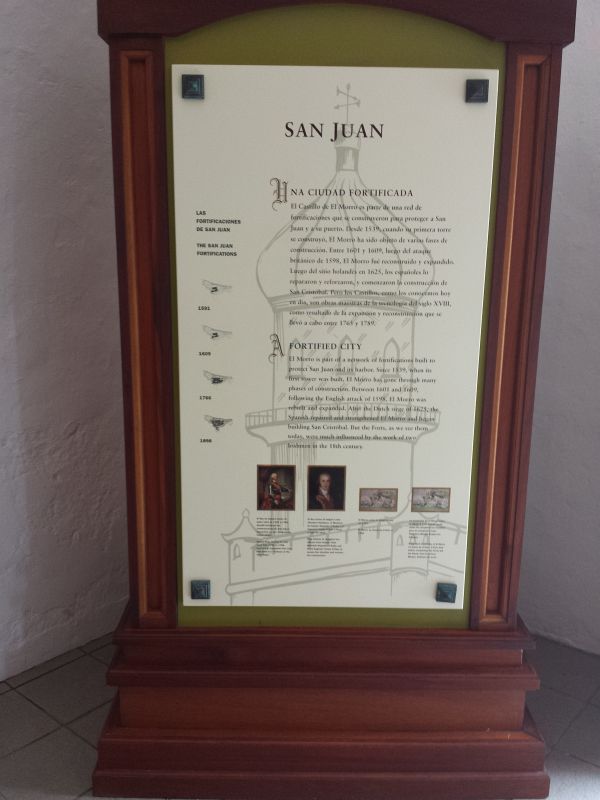 SAN JUAN
LAS
FORTIFICACIONES
DE SAN JUAN
THE SAN JUAN
FORTIFICATIONS
1591
1609
1766
1898
UNA CIUDAD FORTIFICADA
El Castillo de El Morro es parte de una red de
fortificaciones que se construyeron para proteger a San
Juan y a su puerto. Desde 1539, cuando su primera torre
se construyó, El Morro ha sido objeto de varias fases de
construcción. Entre 1601 y 1609, luego del ataque
británico de 1598, El Morro fué reconstruido y expandido.
Luego del sitio holandés en 1625, los españoles lo
repararon y reforzaron, y comenzaron la construcción de
San Cristóbal. Pero los Castillos, como los conocemos hoy
en día, son obras maestras de la tecnología del siglo XVIII,
como resultado de la expansión y reconstrucción que se
llevó a cabo entre 1765 y 1789.
A FORTIFIED CITY
El Morro is part of a network of fortifications built to
protect San Juan and its harbor. Since 1539, when its
first tower was built, El Morro has gone through many
phases of construction. Between 1601 and 1609,
following the English attack of 1598, El Morro was
rebuilt and expanded. After the Dutch siege of 1625, the
Spanish repaired and strengthened El Morro and began
building San Cristóbal. But the Forts, as we see them
today, were much influenced by the work of two
Irishmen in the 18th century.